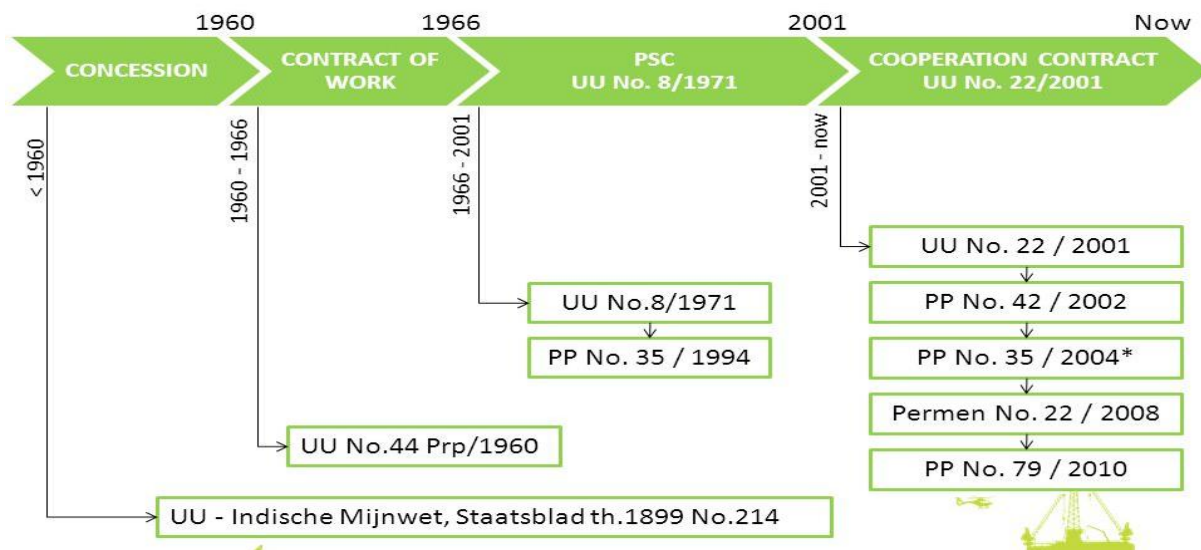 1960
1966
2001
Now
CONCESSION
CONTRACT OF
WORK
PSC
UU No. 8/1971
COOPERATION CONTRACT
UU No. 22/2001
< 1960
1960 - 1966
1966 - 2001
2001 - now
UU No. 22 / 2001
PP No. 42 / 2002
PP No. 35 / 2004*
Permen No. 22 / 2008
PP No. 79 / 2010
UU No.8/1971
PP No. 35 / 1994
UU No.44 Prp/1960
UU - Indische Mijnwet, Staatsblad th.1899 No.214